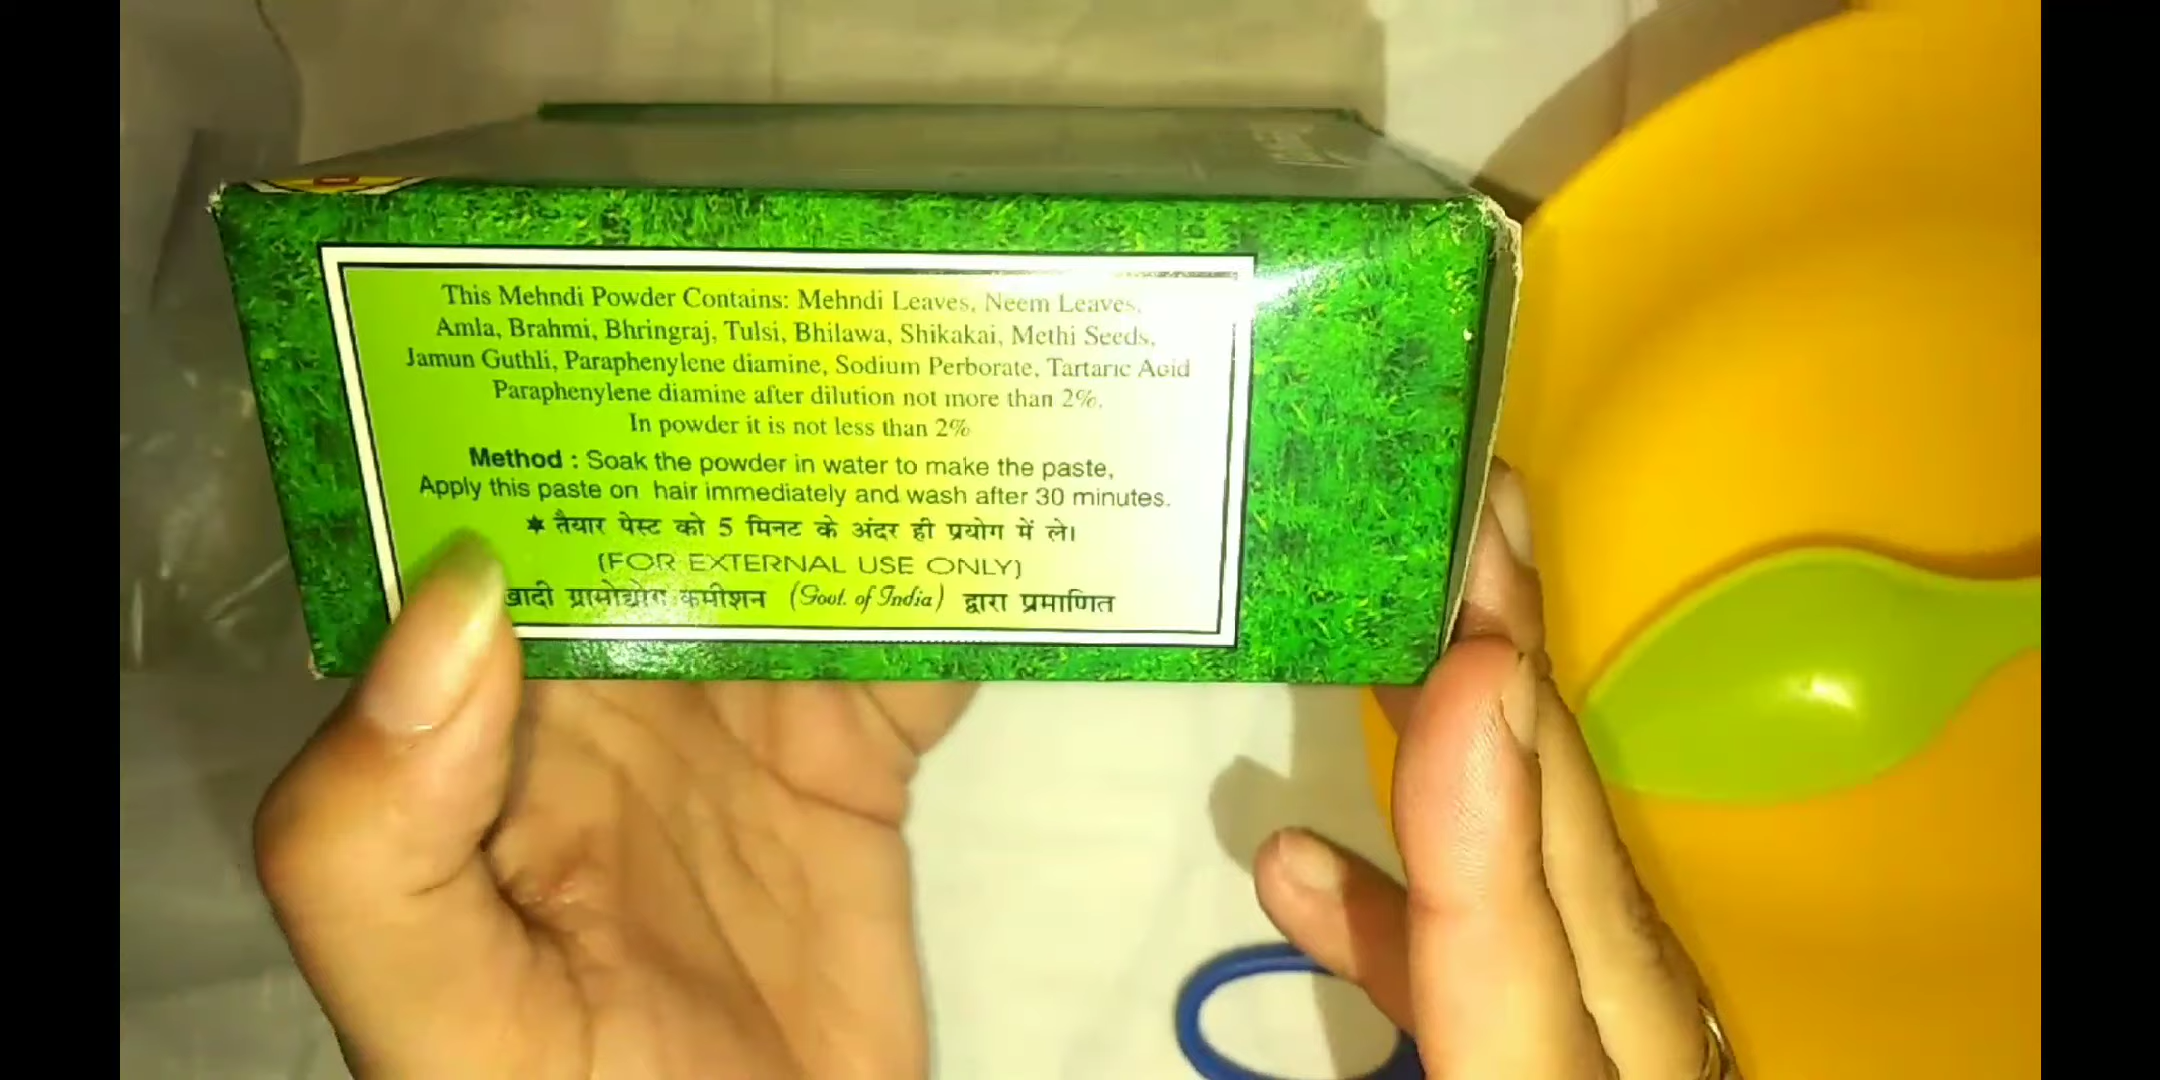 This Mehndi Powder Contains: Mehndi Leaves, Neem Leaves,
Amla, Brahmi, Bhringraj, Tulsi, Bhilawa, Shikakai, Methi Seeds,
Jamun Guthli, Paraphenylene diamine, Sodium Perborate, Tartaric Acid
Paraphenylene diamine after dilution not more than 2%.
In powder it is not less than 2%
Method : Soak the powder in water to make the paste,
Apply this paste on hair immediately and wash after 30 minutes.
* तैयार पेस्ट को 5 मिनट के अंदर ही प्रयोग में ले।
(FOR EXTERNAL USE ONLY)
खादी ग्रामोद्योग कमीशन (Govt. of India) द्वारा प्रमाणित